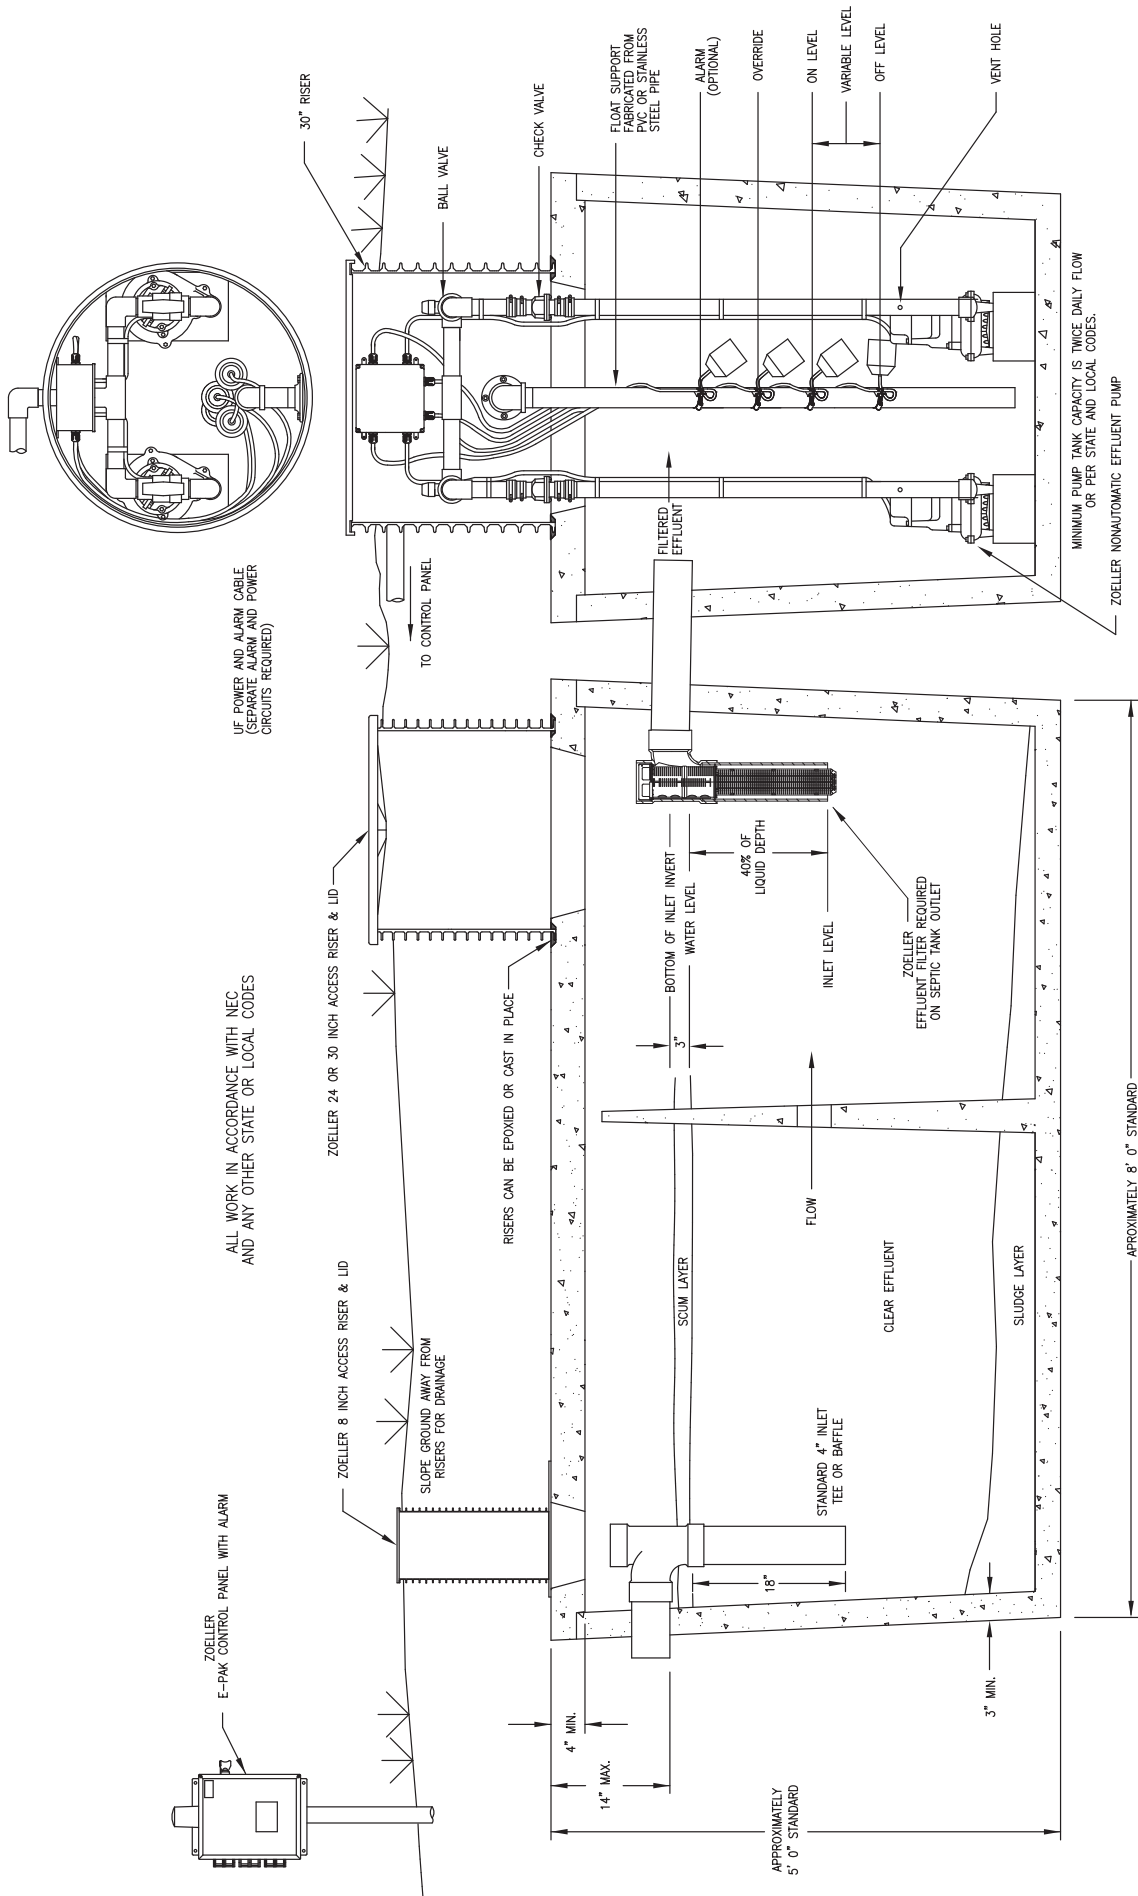 ALL WORK IN ACCORDANCE WITH NEC
AND ANY OTHER STATE OR LOCAL CODES
ZOELLER
E-PAK CONTROL PANEL WITH ALARM
ZOELLER 8 INCH ACCESS RISER & LID
SLOPE GROUND AWAY FROM
RISERS FOR DRAINAGE
ZOELLER 24 OR 30 INCH ACCESS RISER & LID
RISERS CAN BE EPOXIED OR CAST IN PLACE
UF POWER AND ALARM CABLE
(SEPARATE ALARM AND POWER
CIRCUITS REQUIRED)
TO CONTROL PANEL
30" RISER
BALL VALVE
CHECK VALVE
FLOAT SUPPORT
FABRICATED FROM
PVC OR STAINLESS
STEEL PIPE
ALARM
(OPTIONAL)
OVERRIDE
ON LEVEL
VARIABLE LEVEL
OFF LEVEL
VENT HOLE
FILTERED
EFFLUENT
4" MIN.
14" MAX.
APPROXIMATELY
5' 0" STANDARD
3" MIN.
18"
STANDARD 4" INLET
TEE OR BAFFLE
SCUM LAYER
CLEAR EFFLUENT
SLUDGE LAYER
FLOW
3"
BOTTOM OF INLET INVERT
WATER LEVEL
40% OF
LIQUID DEPTH
INLET LEVEL
ZOELLER
EFFLUENT FILTER REQUIRED
ON SEPTIC TANK OUTLET
MINIMUM PUMP TANK CAPACITY IS TWICE DAILY FLOW
OR PER STATE AND LOCAL CODES.
ZOELLER NONAUTOMATIC EFFLUENT PUMP
APROXIMATELY 8' 0" STANDARD